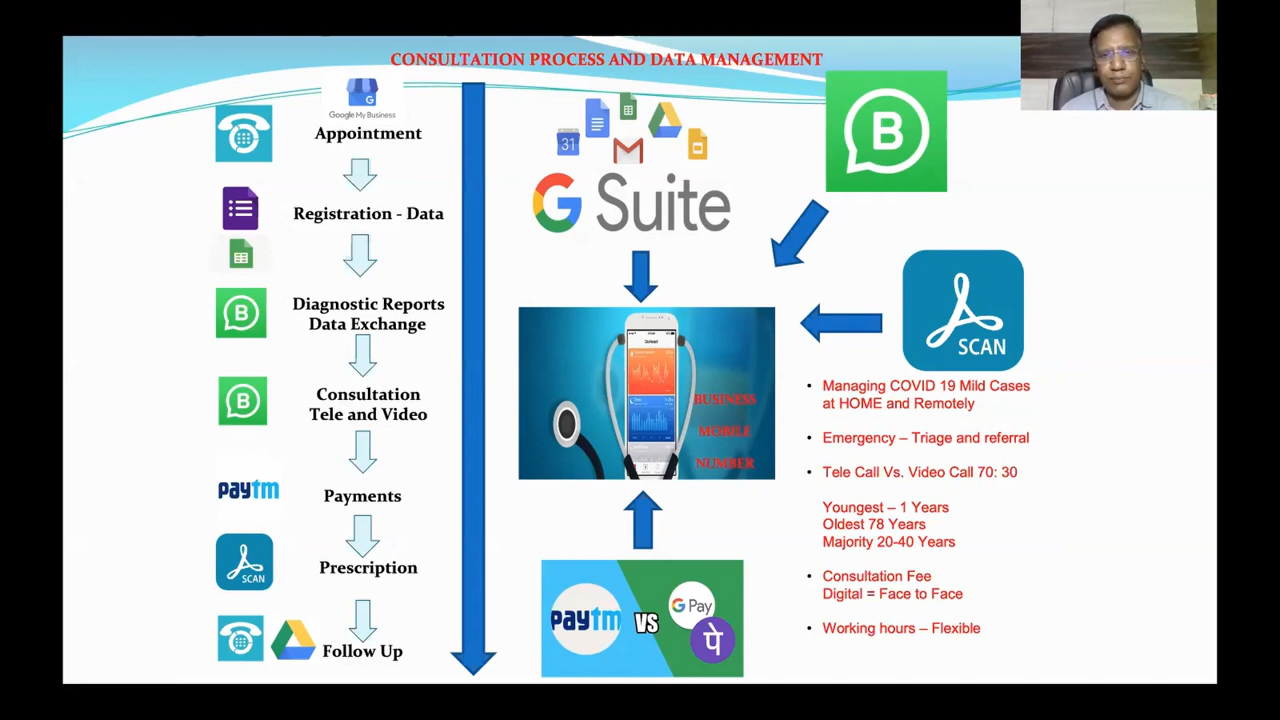 CONSULTATION PROCESS AND DATA MANAGEMENT
Google My Business
Appointment
Registration - Data
Diagnostic Reports
Data Exchange
Consultation
Tele and Video
paytm
Payments
SCAN
Prescription
Follow Up
31
G Suite
B
B
B
SCAN
BUSINESS
MOBILE
NUMBER
paytm VS G Pay
पे
• Managing COVID 19 Mild Cases
at HOME and Remotely
• Emergency – Triage and referral
• Tele Call Vs. Video Call 70: 30
Youngest – 1 Years
Oldest 78 Years
Majority 20-40 Years
• Consultation Fee
Digital = Face to Face
• Working hours – Flexible